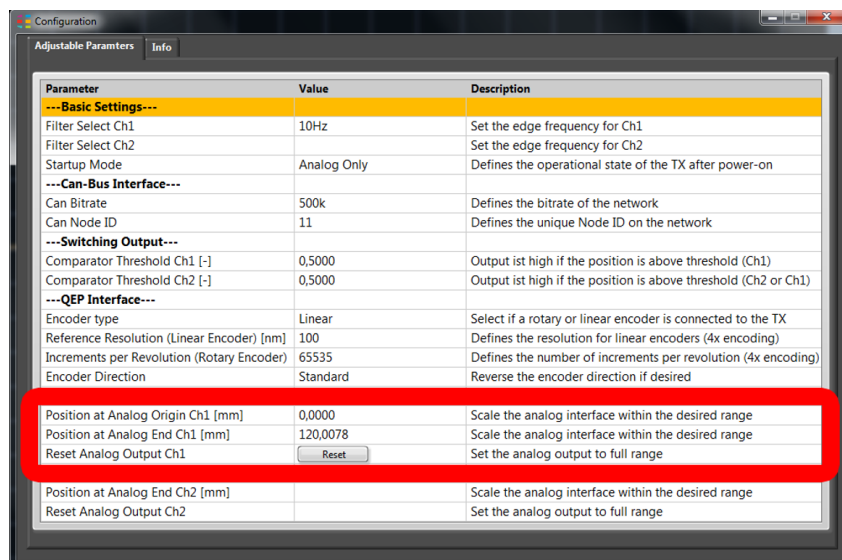 Configuration
Adjustable Paramters Info
Parameter Value Description
---Basic Settings---
Filter Select Ch1 10Hz Set the edge frequency for Ch1
Filter Select Ch2 Set the edge frequency for Ch2
Startup Mode Analog Only Defines the operational state of the TX after power-on
---Can-Bus Interface---
Can Bitrate 500k Defines the bitrate of the network
Can Node ID 11 Defines the unique Node ID on the network
---Switching Output---
Comparator Threshold Ch1 [-] 0,5000 Output ist high if the position is above threshold (Ch1)
Comparator Threshold Ch2 [-] 0,5000 Output ist high if the position is above threshold (Ch2 or Ch1)
---QEP Interface---
Encoder type Linear Select if a rotary or linear encoder is connected to the TX
Reference Resolution (Linear Encoder) [nm] 100 Defines the resolution for linear encoders (4x encoding)
Increments per Revolution (Rotary Encoder) 65535 Defines the number of increments per revolution (4x encoding)
Encoder Direction Standard Reverse the encoder direction if desired
Position at Analog Origin Ch1 [mm] 0,0000 Scale the analog interface within the desired range
Position at Analog End Ch1 [mm] 120,0078 Scale the analog interface within the desired range
Reset Analog Output Ch1 Reset Set the analog output to full range
Position at Analog End Ch2 [mm] Scale the analog interface within the desired range
Reset Analog Output Ch2 Set the analog output to full range